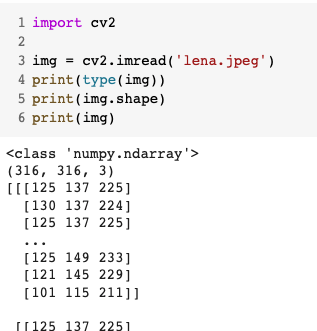 1 import cv2
2
3 img = cv2.imread('lena.jpeg')
4 print(type(img))
5 print(img.shape)
6 print(img)
<class 'numpy.ndarray'>
(316, 316, 3)
[[[125 137 225]
  [130 137 224]
  [125 137 225]
  ...
  [125 149 233]
  [121 145 229]
  [101 115 211]]

 [[125 137 225]